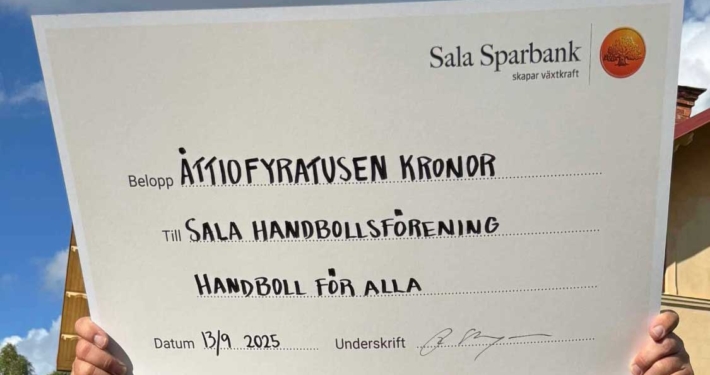 Sala Sparbank
skapar växtkraft
Belopp ÅTTIOFYRATUSEN KRONOR
Till SALA HANDBOLLSFÖRENING
HANDBOLL FÖR ALLA
Datum 13/9 2025 Underskrift